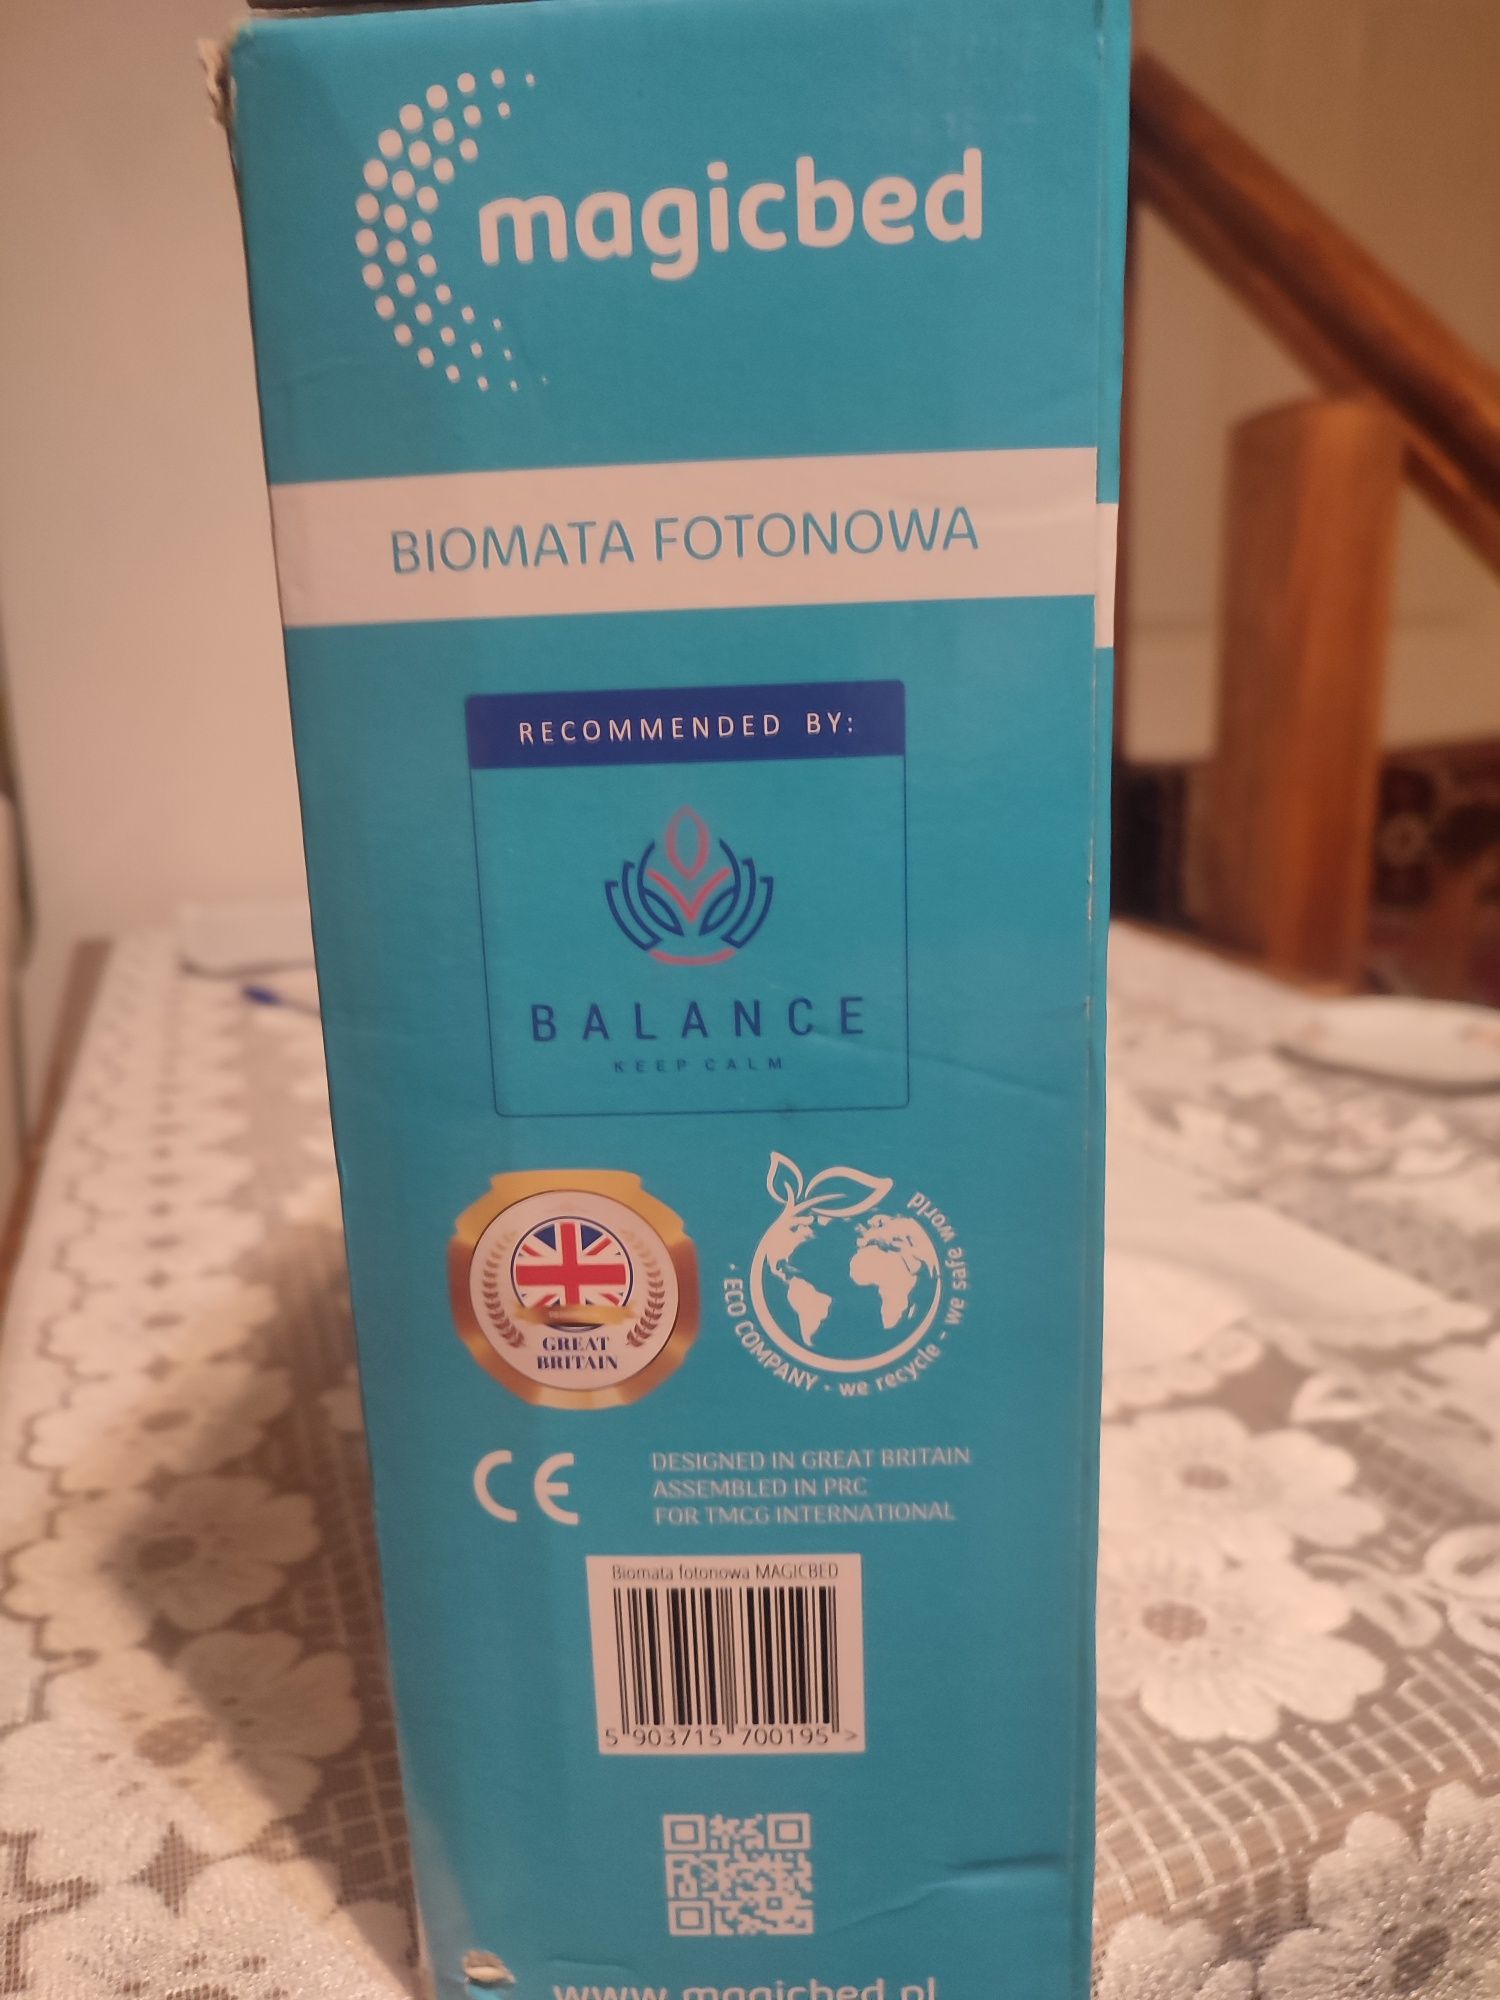 magicbed
BIOMATA FOTONOWA
RECOMMENDED BY:
BALANCE
KEEP CALM
GREAT
BRITAIN
• ECO COMPANY - we recycle - we safe world
CE
DESIGNED IN GREAT BRITAIN
ASSEMBLED IN PRC
FOR TMCG INTERNATIONAL
Biomata fotonowa MAGICBED
5 903715 700195 >
www.magicbed.pl